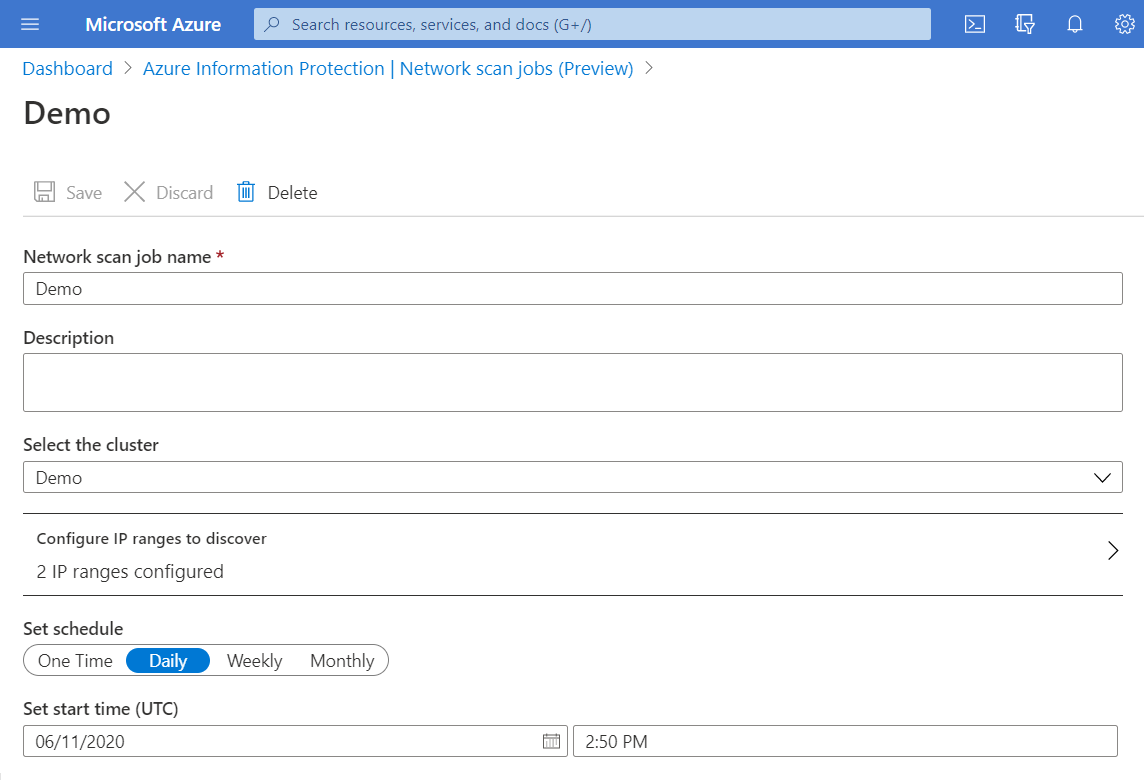 Microsoft Azure
Search resources, services, and docs (G+/)
Dashboard > Azure Information Protection | Network scan jobs (Preview) >
Demo
Save Discard Delete
Network scan job name *
Demo
Description
Select the cluster
Demo
Configure IP ranges to discover
2 IP ranges configured
Set schedule
One Time Daily Weekly Monthly
Set start time (UTC)
06/11/2020 2:50 PM